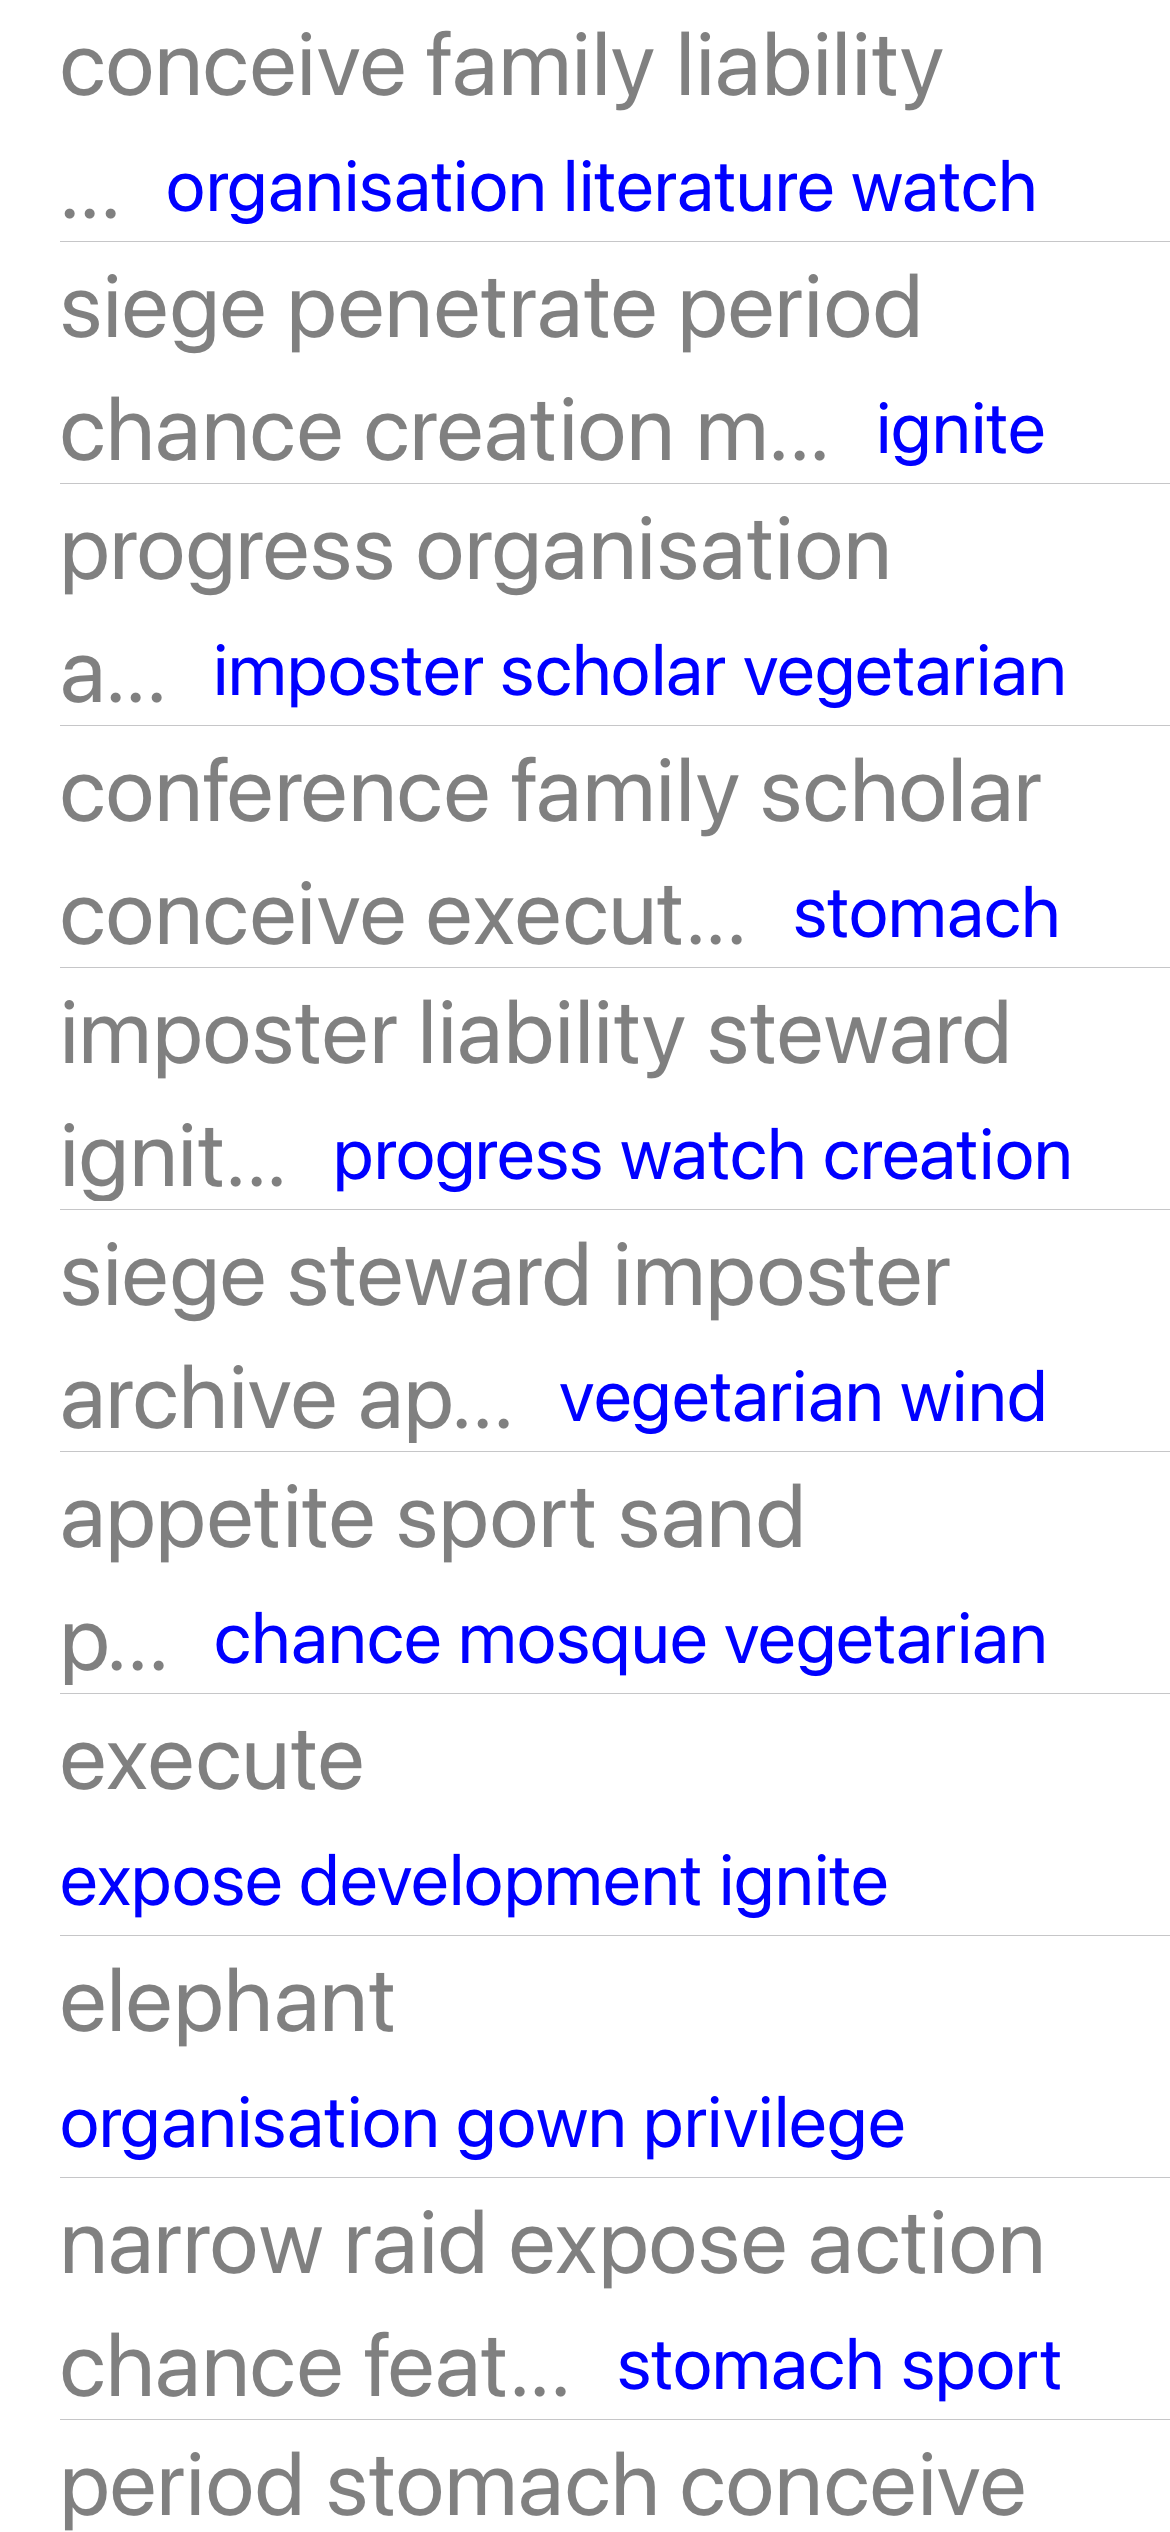 conceive family liability
... organisation literature watch
siege penetrate period
chance creation m... ignite
progress organisation
a... imposter scholar vegetarian
conference family scholar
conceive execut... stomach
imposter liability steward
ignit... progress watch creation
siege steward imposter
archive ap... vegetarian wind
appetite sport sand
p... chance mosque vegetarian
execute
expose development ignite
elephant
organisation gown privilege
narrow raid expose action
chance feat... stomach sport
period stomach conceive